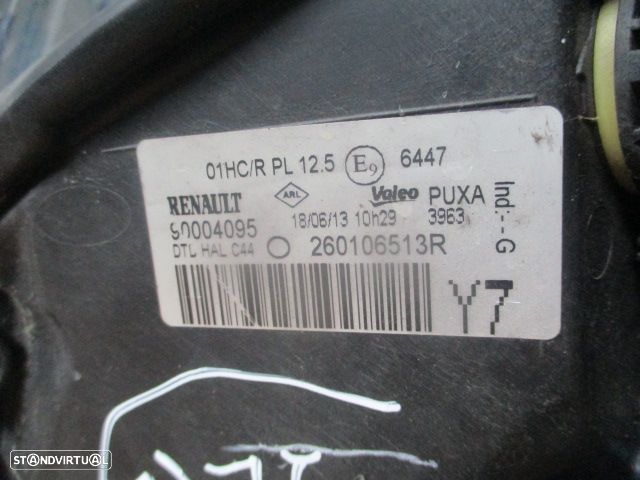 01HC/R PL 12.5 E9 6447
RENAULT ARL Valeo PUXA
90004095 18/06/13 10h29 3963
DTL HAL C44 260106513R
Ind:--G
Y7
STANDVIRTUAL